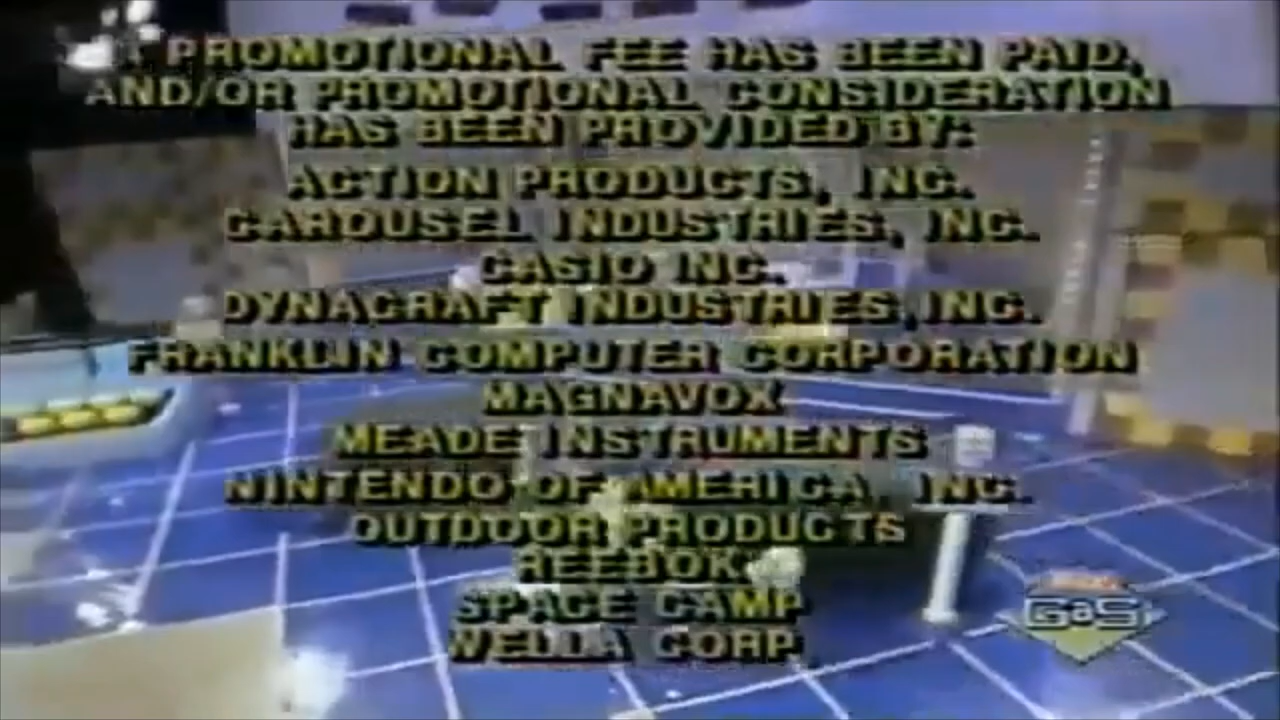 A PROMOTIONAL FEE HAS BEEN PAID,
AND/OR PROMOTIONAL CONSIDERATION
HAS BEEN PROVIDED BY:
ACTION PRODUCTS, INC.
CAROUSEL INDUSTRIES, INC.
CASIO INC.
DYNACRAFT INDUSTRIES, INC.
FRANKLIN COMPUTER CORPORATION
MAGNAVOX
MEADE INSTRUMENTS
NINTENDO OF AMERICA, INC.
OUTDOOR PRODUCTS
REEBOK
SPACE CAMP
WELLA CORP
GaS